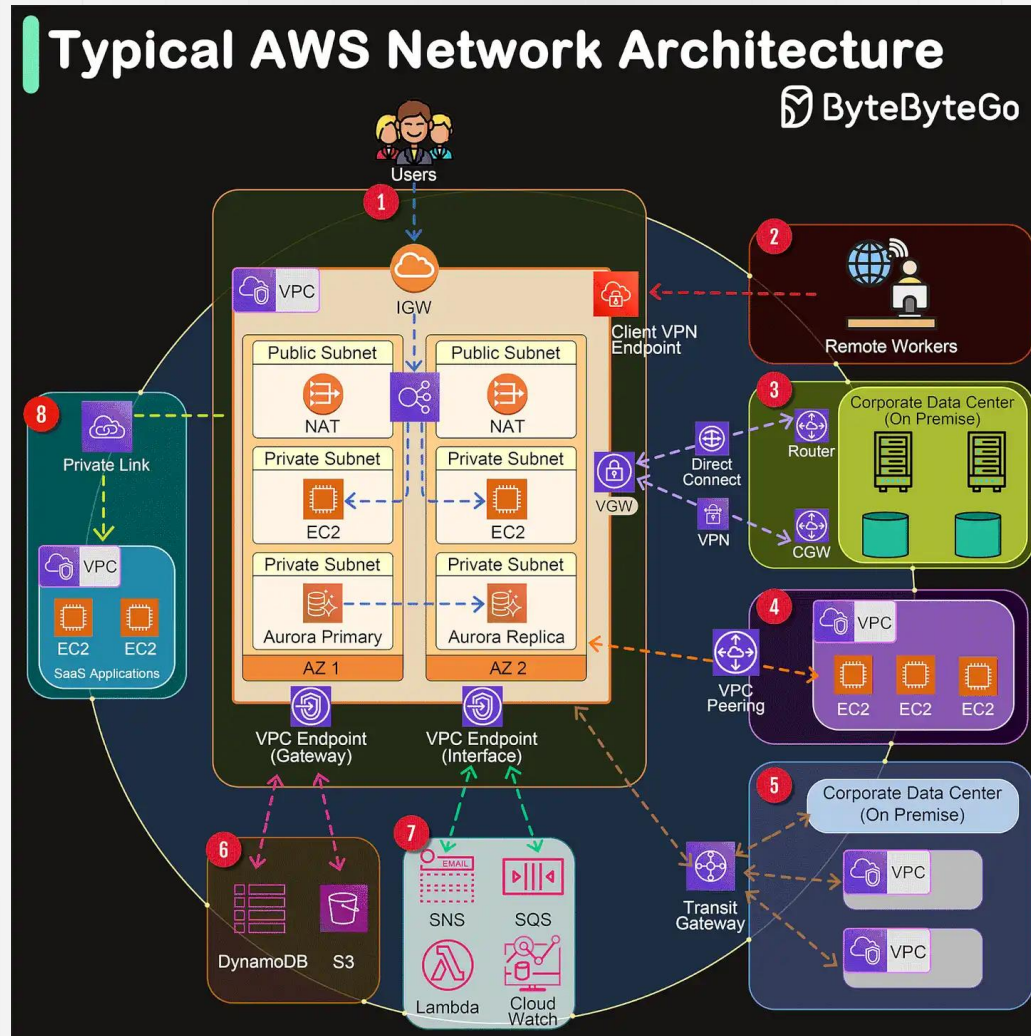 Typical AWS Network Architecture
ByteByteGo
Users
1
IGW
VPC
Client VPN
Endpoint
Public Subnet
NAT
Public Subnet
NAT
Private Subnet
EC2
Private Subnet
EC2
Private Subnet
Aurora Primary
Private Subnet
Aurora Replica
AZ 1
AZ 2
VGW
VPC Endpoint
(Gateway)
VPC Endpoint
(Interface)
2
Remote Workers
3
Corporate Data Center
(On Premise)
Router
Direct
Connect
VPN
CGW
4
VPC
EC2
EC2
EC2
VPC
Peering
5
Corporate Data Center
(On Premise)
VPC
VPC
Transit
Gateway
6
DynamoDB
S3
7
EMAIL
SNS
SQS
Lambda
Cloud
Watch
8
Private Link
VPC
EC2
EC2
SaaS Applications